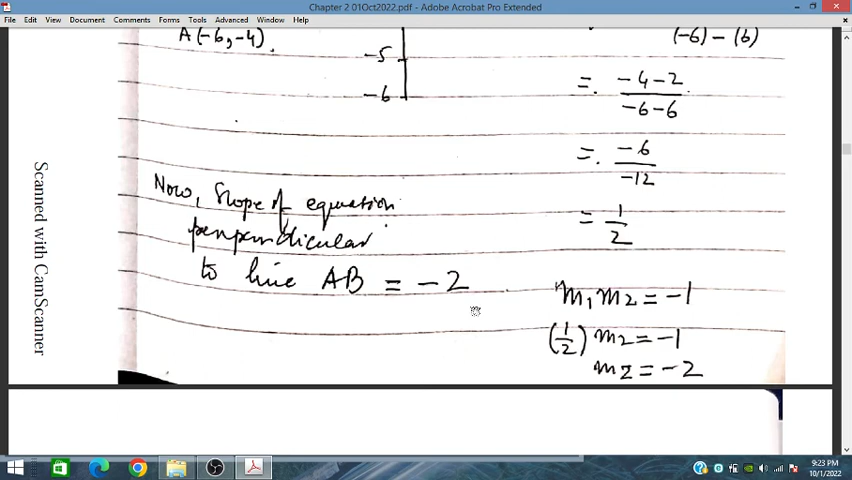 Chapter 2 01Oct2022.pdf - Adobe Acrobat Pro Extended
File Edit View Document Comments Forms Tools Advanced Window Help
A(-6,-4)
-5
-6
(-6) - (6)
= -4-2 / -6-6
= -6 / -12
= 1 / 2
Now, Slope of equation
perpendicular
to line AB = -2
m₁m₂ = -1
(1/2) m₂ = -1
m₂ = -2
Scanned with CamScanner
9:23 PM
10/1/2022